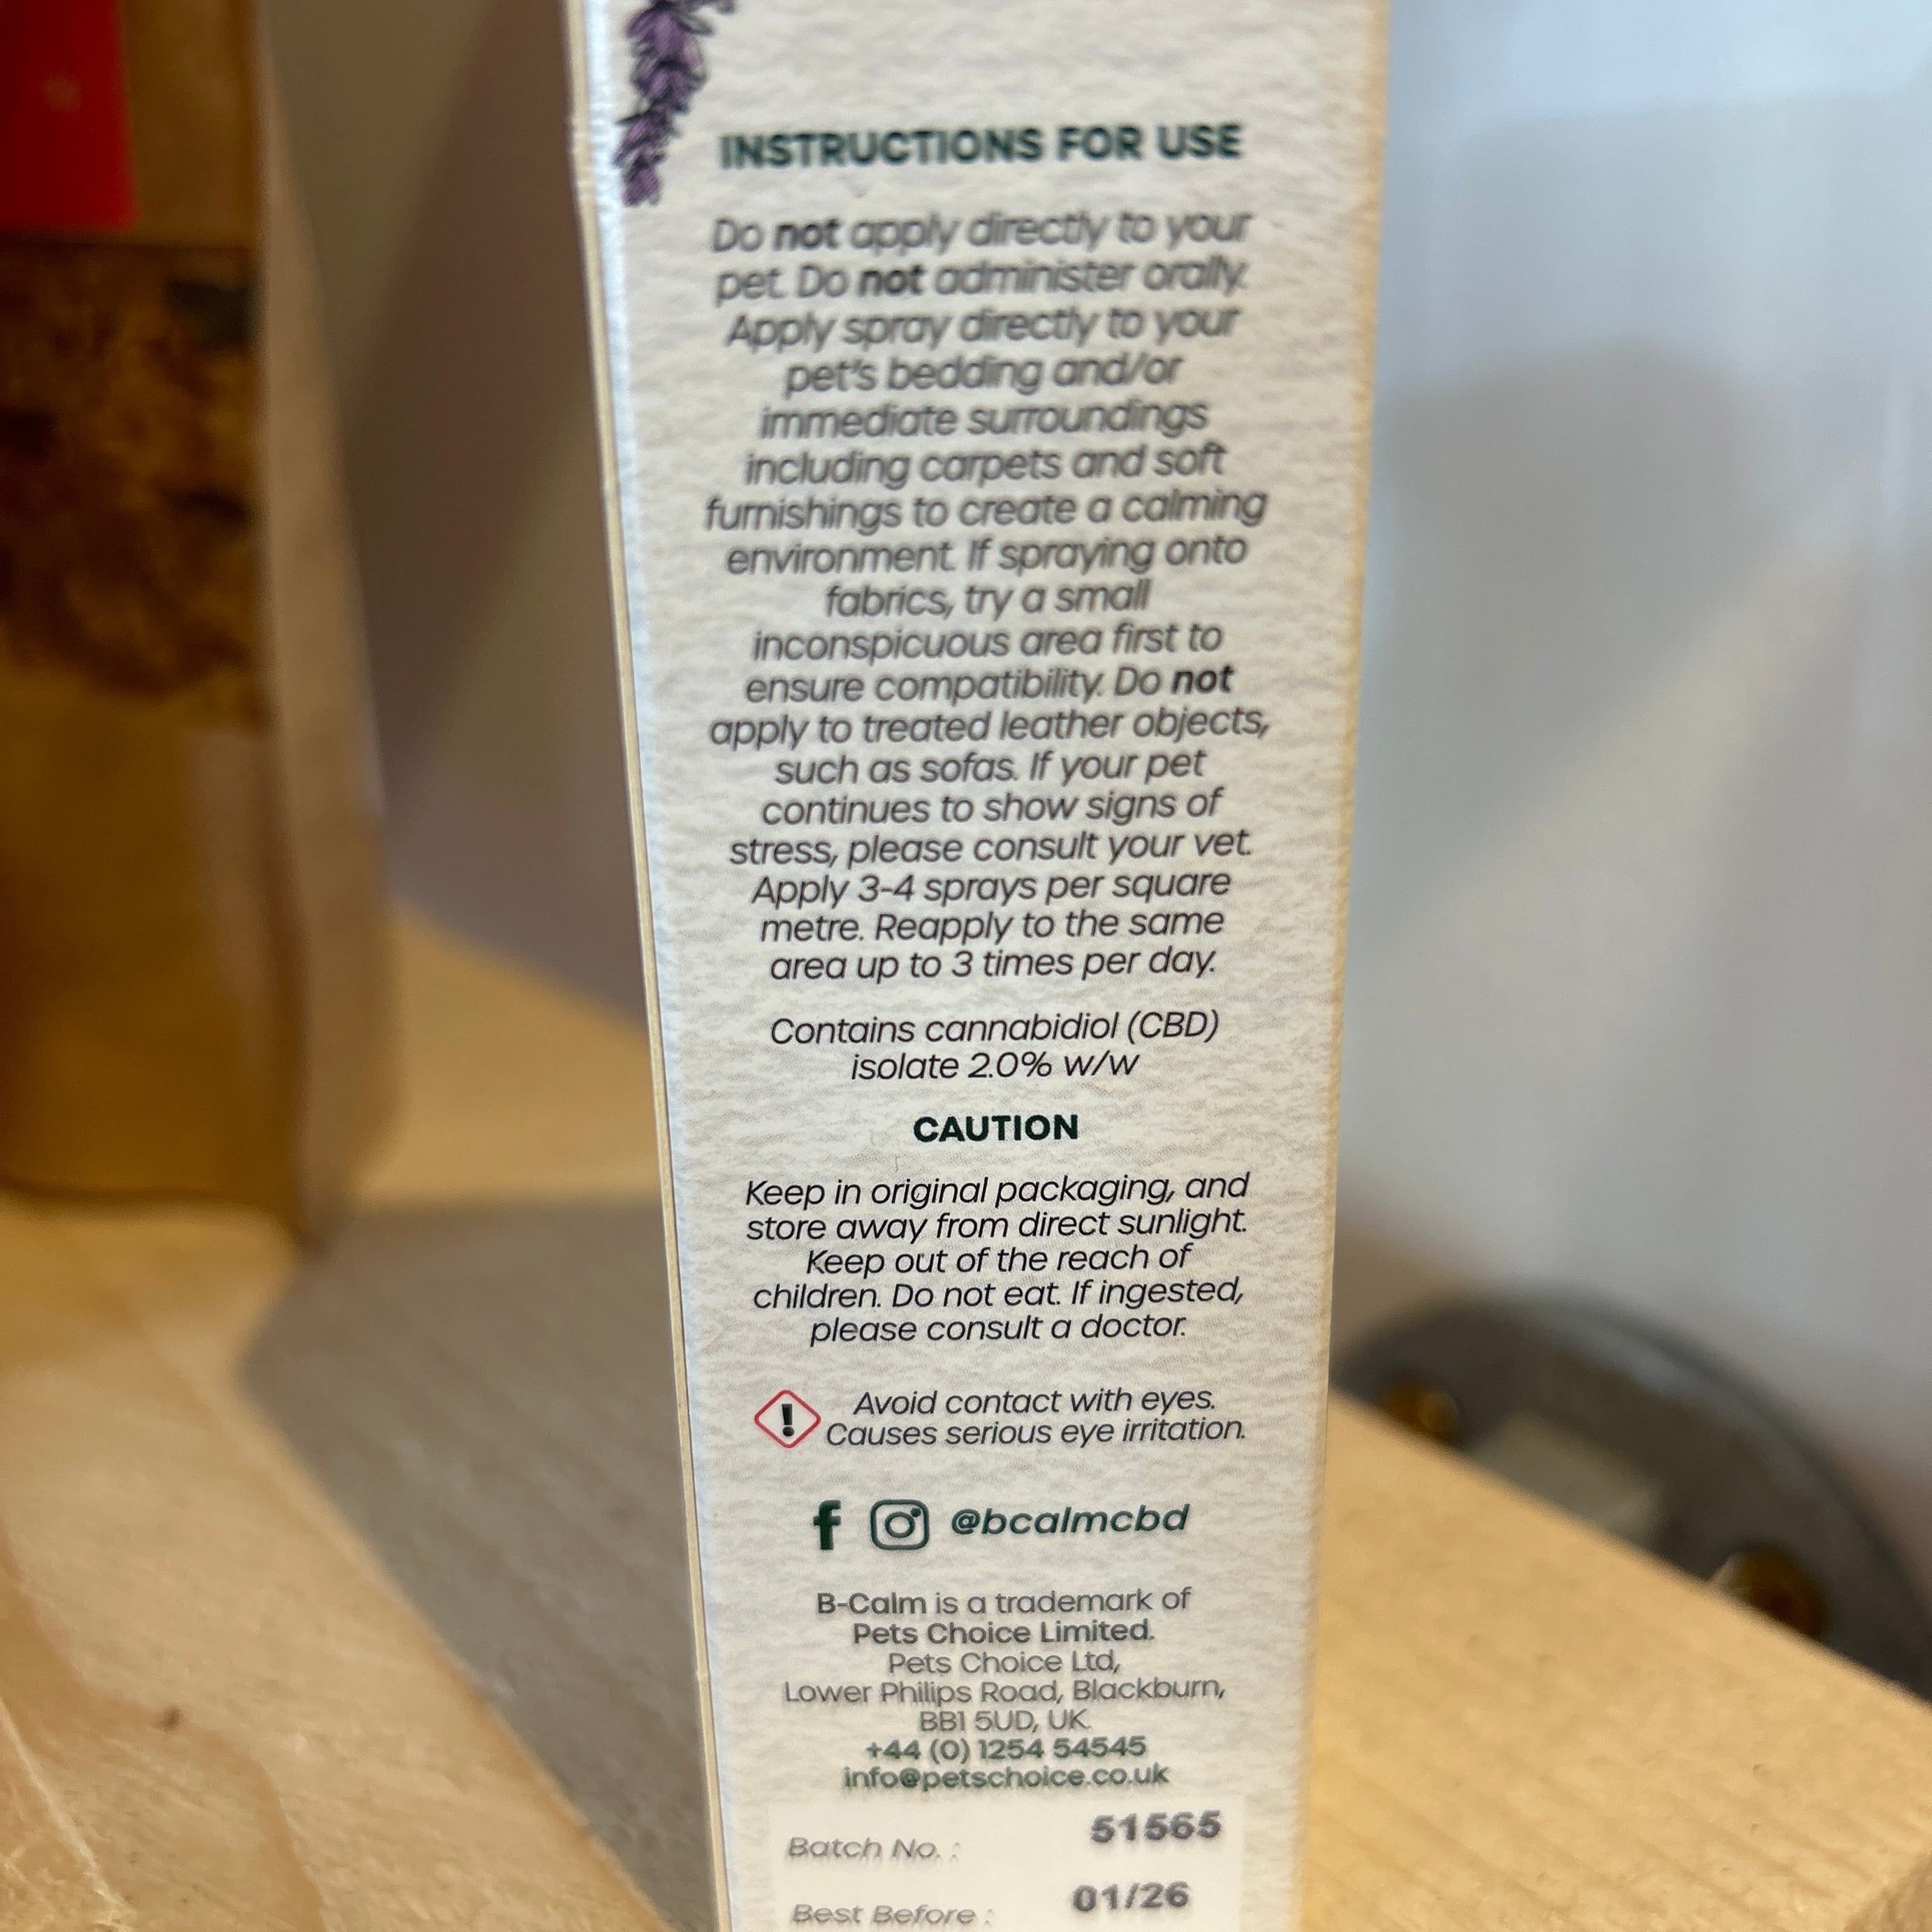 INSTRUCTIONS FOR USE
Do not apply directly to your
pet. Do not administer orally.
Apply spray directly to your
pet's bedding and/or
immediate surroundings
including carpets and soft
furnishings to create a calming
environment. If spraying onto
fabrics, try a small
inconspicuous area first to
ensure compatibility. Do not
apply to treated leather objects,
such as sofas. If your pet
continues to show signs of
stress, please consult your vet.
Apply 3-4 sprays per square
metre. Reapply to the same
area up to 3 times per day.
Contains cannabidiol (CBD)
isolate 2.0% w/w
CAUTION
Keep in original packaging, and
store away from direct sunlight.
Keep out of the reach of
children. Do not eat. If ingested,
please consult a doctor.
Avoid contact with eyes.
Causes serious eye irritation.
@bcalmcbd
B-Calm is a trademark of
Pets Choice Limited.
Pets Choice Ltd,
Lower Philips Road, Blackburn,
BB1 5UD, UK.
+44 (0) 1254 54545
info@petschoice.co.uk
Batch No. : 51565
Best Before : 01/26